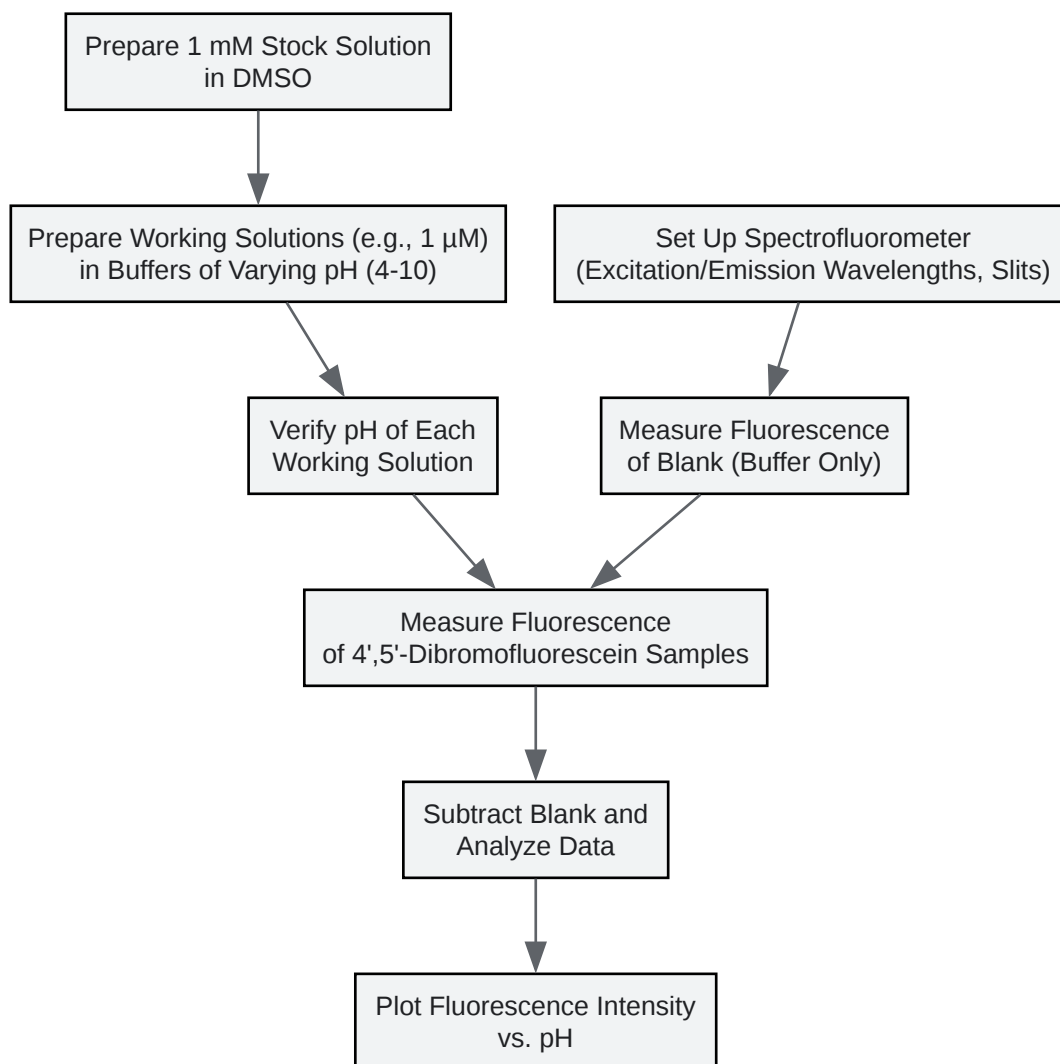 Prepare 1 mM Stock Solution
in DMSO
Prepare Working Solutions (e.g., 1 µM)
in Buffers of Varying pH (4-10)
Set Up Spectrofluorometer
(Excitation/Emission Wavelengths, Slits)
Verify pH of Each
Working Solution
Measure Fluorescence
of Blank (Buffer Only)
Measure Fluorescence
of 4',5'-Dibromofluorescein Samples
Subtract Blank and
Analyze Data
Plot Fluorescence Intensity
vs. pH